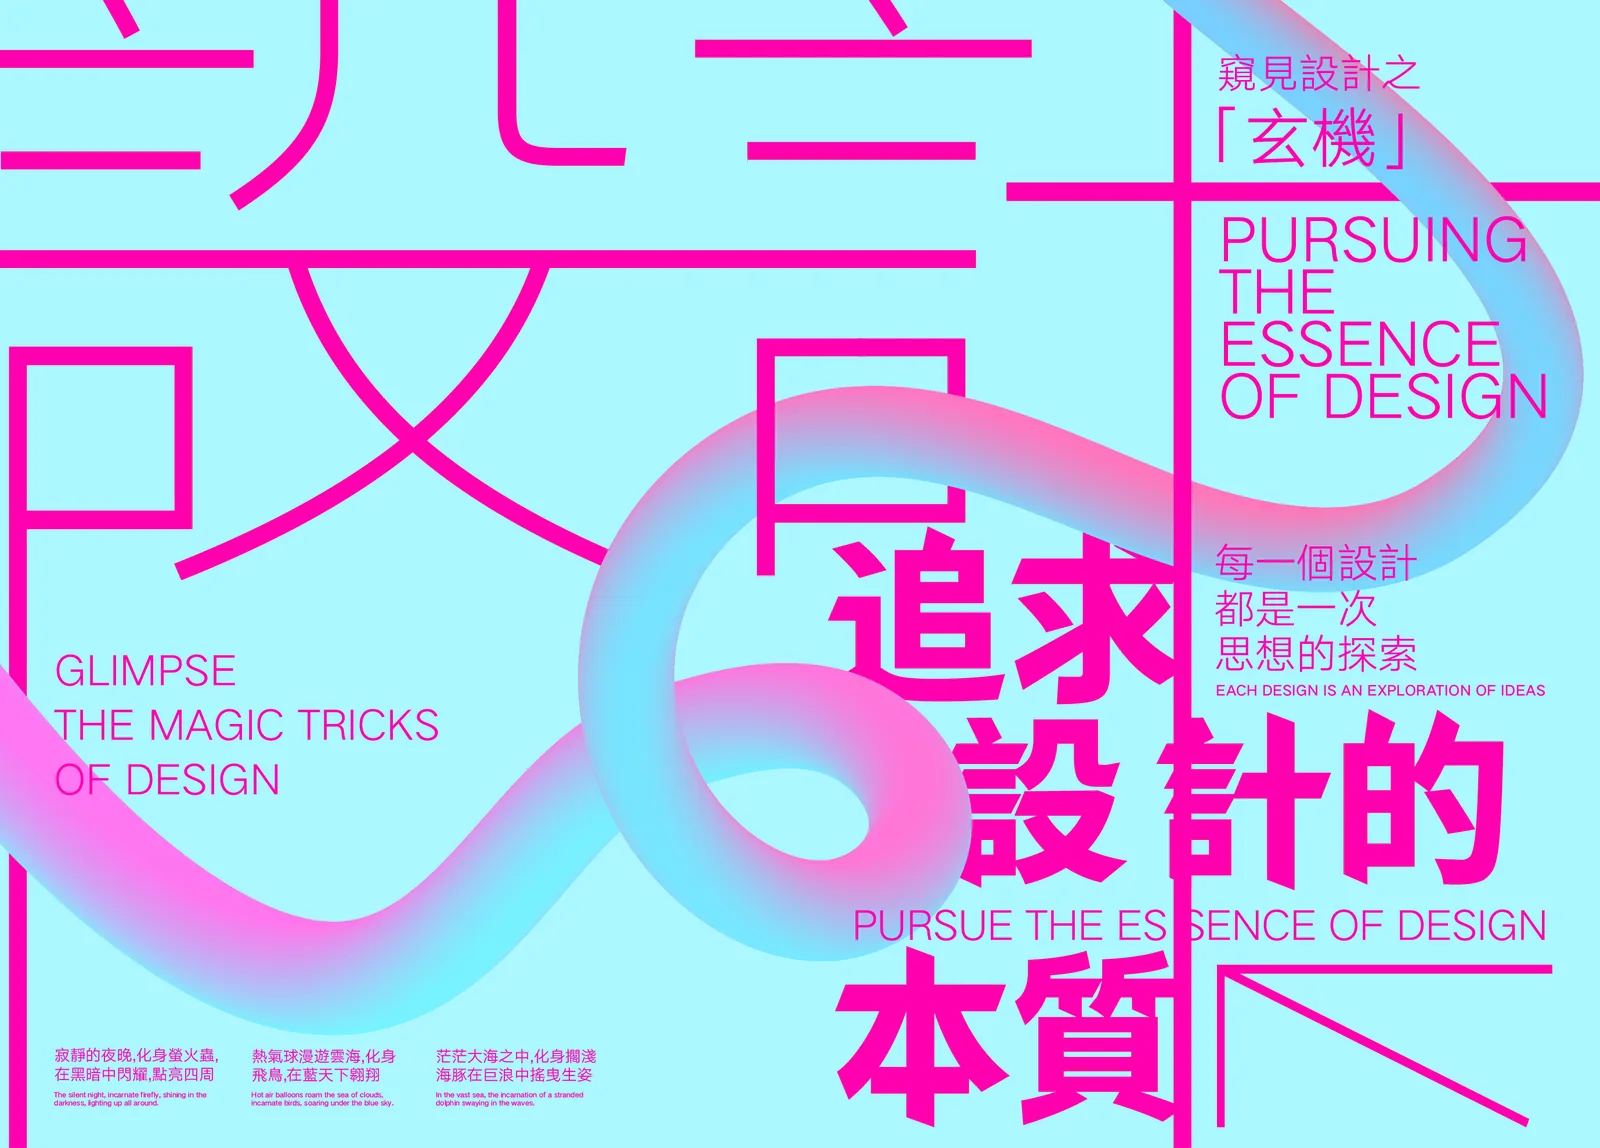 設計
窺見設計之
「玄機」
PURSUING
THE
ESSENCE
OF DESIGN
追求
每一個設計
都是一次
思想的探索
EACH DESIGN IS AN EXPLORATION OF IDEAS
設計的
PURSUE THE ESSENCE OF DESIGN
本質
GLIMPSE
THE MAGIC TRICKS
OF DESIGN
寂靜的夜晚,化身螢火蟲,
在黑暗中閃耀,點亮四周
The silent night, incarnate firefly, shining in the
darkness, lighting up all around.
熱氣球漫遊雲海,化身
飛鳥,在藍天下翱翔
Hot air balloons roam the sea of clouds,
incarnate birds, soaring under the blue sky.
茫茫大海之中,化身擱淺
海豚在巨浪中搖曳生姿
In the vast sea, the incarnation of a stranded
dolphin swaying in the waves.